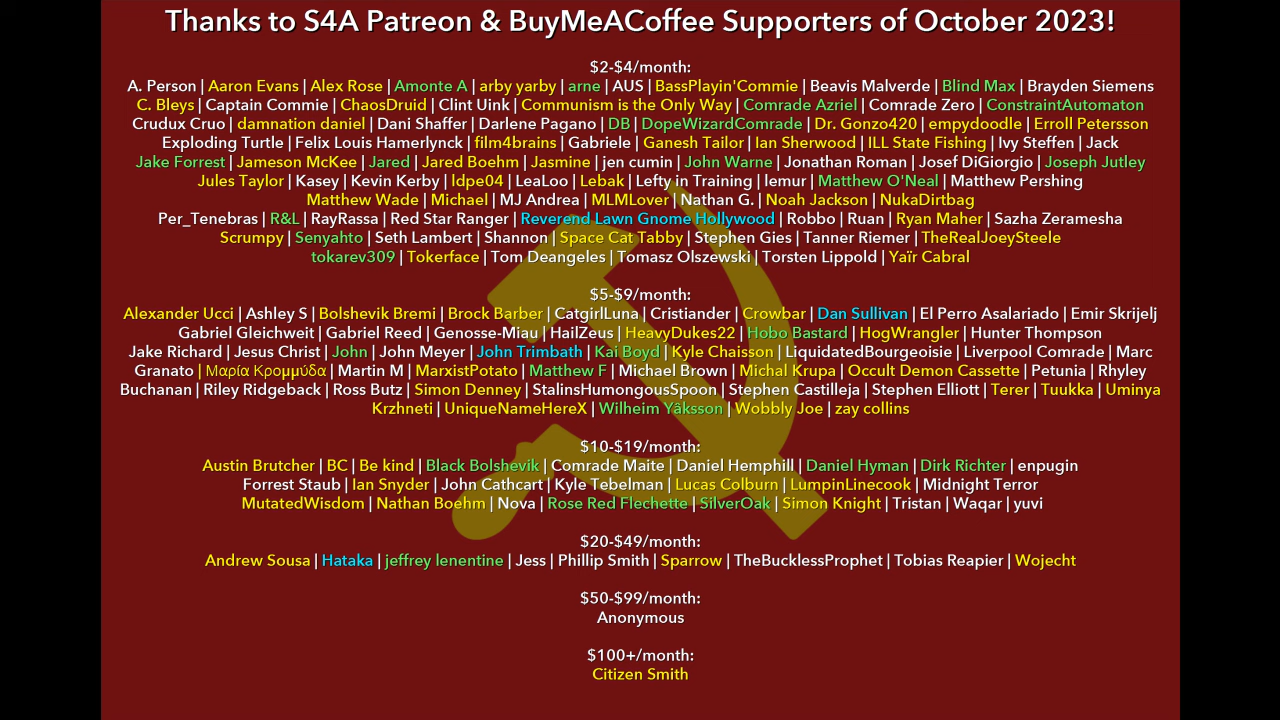 Thanks to S4A Patreon & BuyMeACoffee Supporters of October 2023!
$2-$4/month:
A. Person | Aaron Evans | Alex Rose | Amonte A | arby yarby | arne | AUS | BassPlayin'Commie | Beavis Malverde | Blind Max | Brayden Siemens
C. Bleys | Captain Commie | ChaosDruid | Clint Uink | Communism is the Only Way | Comrade Azriel | Comrade Zero | ConstraintAutomaton
Crudux Cruo | damnation daniel | Dani Shaffer | Darlene Pagano | DB | DopeWizardComrade | Dr. Gonzo420 | empydoodle | Erroll Petersson
Exploding Turtle | Felix Louis Hamerlynck | film4brains | Gabriele | Ganesh Tailor | Ian Sherwood | ILL State Fishing | Ivy Steffen | Jack
Jake Forrest | Jameson McKee | Jared | Jared Boehm | Jasmine | jen cumin | John Warne | Jonathan Roman | Josef DiGiorgio | Joseph Jutley
Jules Taylor | Kasey | Kevin Kerby | ldpe04 | LeaLoo | Lebak | Lefty in Training | lemur | Matthew O'Neal | Matthew Pershing
Matthew Wade | Michael | MJ Andrea | MLMLover | Nathan G. | Noah Jackson | NukaDirtbag
Per_Tenebras | R&L | RayRassa | Red Star Ranger | Reverend Lawn Gnome Hollywood | Robbo | Ruan | Ryan Maher | Sazha Zeramesha
Scrumpy | Senyahto | Seth Lambert | Shannon | Space Cat Tabby | Stephen Gies | Tanner Riemer | TheRealJoeySteele
tokarev309 | Tokerface | Tom Deangeles | Tomasz Olszewski | Torsten Lippold | Yaïr Cabral
$5-$9/month:
Alexander Ucci | Ashley S | Bolshevik Bremi | Brock Barber | CatgirlLuna | Cristiander | Crowbar | Dan Sullivan | El Perro Asalariado | Emir Skrijelj
Gabriel Gleichweit | Gabriel Reed | Genosse-Miau | HailZeus | HeavyDukes22 | Hobo Bastard | HogWrangler | Hunter Thompson
Jake Richard | Jesus Christ | John | John Meyer | John Trimbath | Kai Boyd | Kyle Chaisson | LiquidatedBourgeoisie | Liverpool Comrade | Marc
Granato | Μαρία Κρομμύδα | Martin M | MarxistPotato | Matthew F | Michael Brown | Michal Krupa | Occult Demon Cassette | Petunia | Rhyley
Buchanan | Riley Ridgeback | Ross Butz | Simon Denney | StalinsHumongousSpoon | Stephen Castilleja | Stephen Elliott | Terer | Tuukka | Uminya
Krzhneti | UniqueNameHereX | Wilheim Yäksson | Wobbly Joe | zay collins
$10-$19/month:
Austin Brutcher | BC | Be kind | Black Bolshevik | Comrade Maite | Daniel Hemphill | Daniel Hyman | Dirk Richter | enpugin
Forrest Staub | Ian Snyder | John Cathcart | Kyle Tebelman | Lucas Colburn | LumpinLinecook | Midnight Terror
MutatedWisdom | Nathan Boehm | Nova | Rose Red Flechette | SilverOak | Simon Knight | Tristan | Waqar | yuvi
$20-$49/month:
Andrew Sousa | Hataka | jeffrey lenentine | Jess | Phillip Smith | Sparrow | TheBucklessProphet | Tobias Reapier | Wojecht
$50-$99/month:
Anonymous
$100+/month:
Citizen Smith